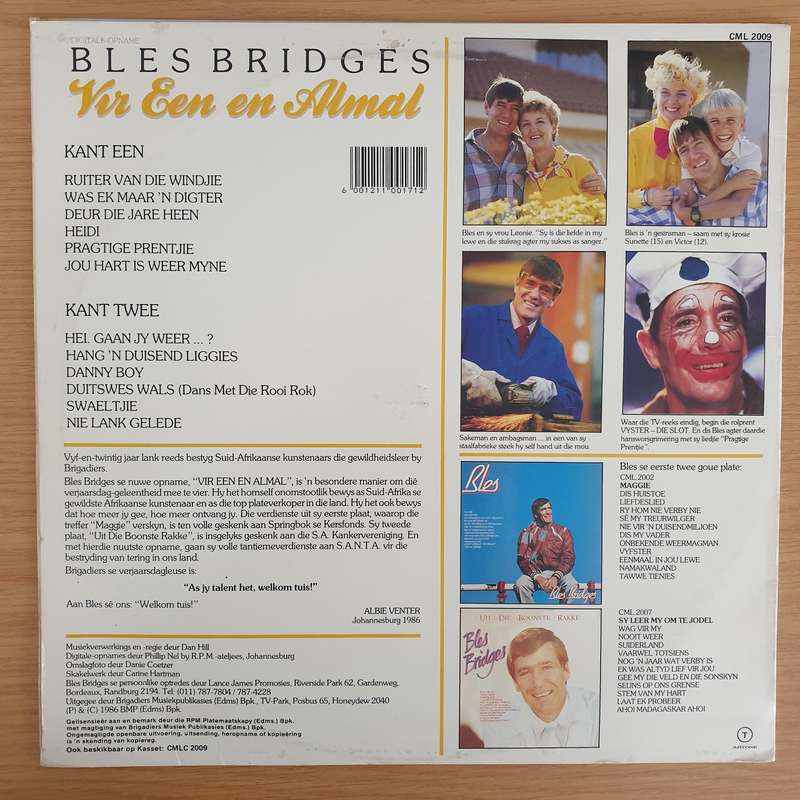 DIGITALE OPNAME
BLES BRIDGES
Vir Een en Almal
KANT EEN
RUITER VAN DIE WINDJIE
WAS EK MAAR 'N DIGTER
DEUR DIE JARE HEEN
HEIDI
PRAGTIGE PRENTJIE
JOU HART IS WEER MYNE
6 001211 001712
KANT TWEE
HEI. GAAN JY WEER ... ?
HANG 'N DUISEND LIGGIES
DANNY BOY
DUITSWES WALS (Dans Met Die Rooi Rok)
SWAELTJIE
NIE LANK GELEDE
Vyf-en-twintig jaar lank reeds bestyg Suid-Afrikaanse kunstenaars die gewildheidsleer by
Brigadiers.
Bles Bridges se nuwe opname, "VIR EEN EN ALMAL", is 'n besondere manier om dié
verjaarsdag-geleentheid mee te vier. Hy het homself onomstootlik bewys as Suid-Afrika se
gewildste Afrikaanse kunstenaar en as die top plateverkoper in die land. Hy het ook bewys
dat hoe meer jy gee, hoe meer ontvang jy. Die verdienste uit sy eerste plaat, waarop die
treffer "Maggie" verskyn, is ten volle geskenk aan Springbok se Kersfonds. Sy tweede
plaat, "Uit Die Boonste Rakke", is insgelyks geskenk aan die S.A. Kankervereniging. En
met hierdie nuutste opname, gaan sy volle tantiemeverdienste aan S.A.N.T.A. vir die
bestryding van tering in ons land.
Brigadiers se verjaarsdagleuse is:
"As jy talent het, welkom tuis!"
Aan Bles sê ons: "Welkom tuis!"
ALBIE VENTER
Johannesburg 1986
Musiekverwerkings en -regie deur Dan Hill
Digitale-opnames deur Phillip Nel by R.P.M. -ateljees, Johannesburg
Omslagfoto deur Danie Coetzer
Skakelwerk deur Carine Hartman
Bles Bridges se persoonlike optredes deur Lance James Promosies, Riverside Park 62, Gardenweg,
Bordeaux, Randburg 2194. Tel: (011) 787-7804 / 787-4228
Uitgegee deur Brigadiers Musiekpublikasies (Edms.) Bpk., TV-Park, Posbus 65, Honeydew 2040
(P) & (C) 1986 BMP (Edms) Bpk.
Gelisensieër aan en bemark deur die RPM Platemaatskapy (Edms.) Bpk.
met magtiging van Brigadiers Musiek Publikasies (Edms.) Bpk.
Ongemagtigde openbare uitvoering, uitsending, heropname of kopieëring
is 'n skending van kopiereg.
Ook beskikbaar op Kasset: CMLC 2009
CML 2009
Bles en sy vrou Leonie. "Sy is die liefde in my
lewe en die stukrag agter my sukses as sanger."
Bles is 'n gesinsman – saam met sy krosie
Sunette (15) en Victor (12).
Sakeman en ambagsman ... in een van sy
staalfabrieke steek hy self hand uit die mou.
Waar die TV-reeks eindig, begin die rolprent
VYSTER – DIE SLOT. En dis Bles agter daardie
hansworsgrimering met sy liedjie "Pragtige
Prentjie".
Bles
Bles Bridges
Bles se eerste twee goue plate:
CML 2002
MAGGIE
DIS HUISTOE
LIEFDESLIED
RY HOM NIE VERBY NIE
SÊ MY TREURWILGER
NIE VIR 'N DUISENDMILJOEN
DIS MY VADER
ONBEKENDE WEERMAGMAN
VYFSTER
EENMAAL IN JOU LEWE
NAMAKWALAND
TAWWE TIENIES
UIT DIE BOONSTE RAKKE
Bles
Bridges
CML 2007
SY LEER MY OM TE JODEL
WAG VIR MY
NOOIT WEER
SUIDERLAND
VAARWEL TOTSIENS
NOG 'N JAAR WAT VERBY IS
EK WAS ALTYD LIEF VIR JOU
GEE MY DIE VELD EN DIE SONSKYN
SEUNS OP ONS GRENSE
STEM VAN MY HART
LAAT EK PROBEER
AHOI MADAGASKAR AHOI
T